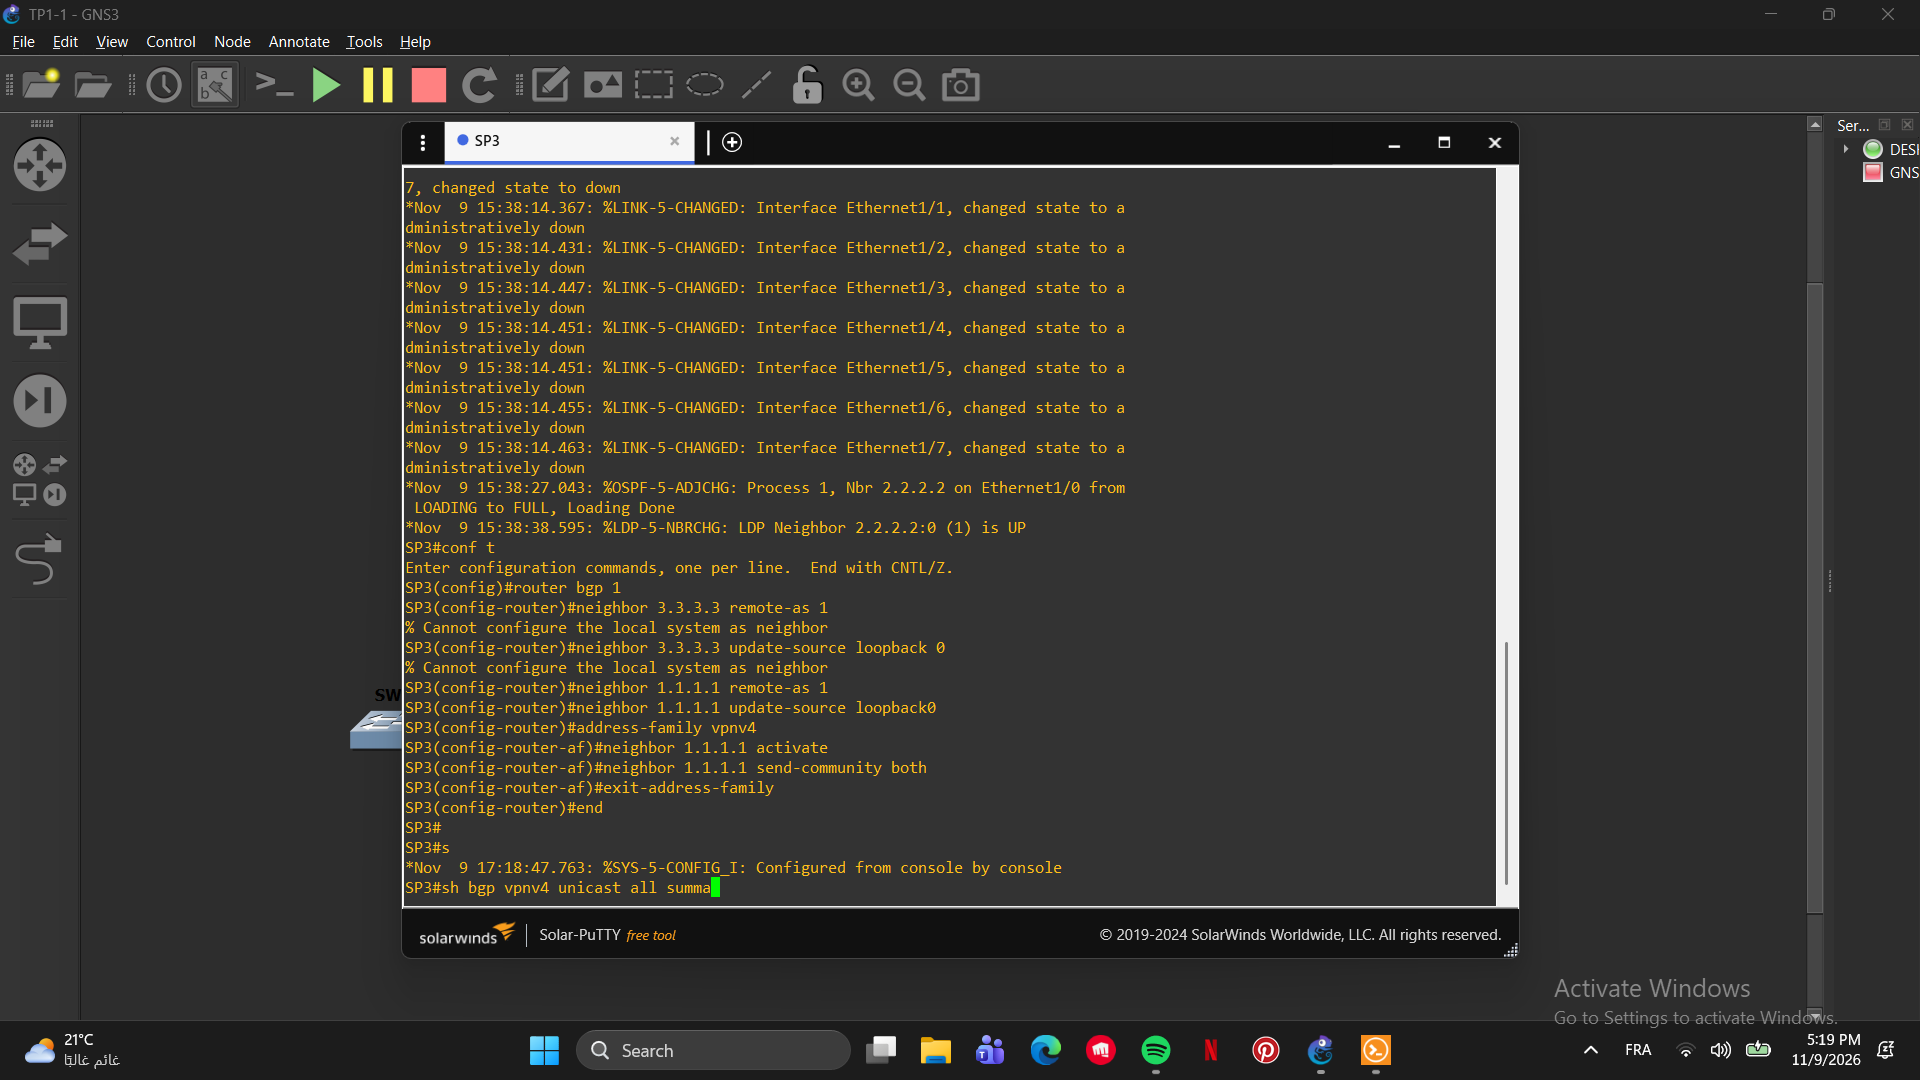 TP1-1 - GNS3
File Edit View Control Node Annotate Tools Help
SP3
Ser...
DESH
GNS
7, changed state to down
*Nov  9 15:38:14.367: %LINK-5-CHANGED: Interface Ethernet1/1, changed state to a
dministratively down
*Nov  9 15:38:14.431: %LINK-5-CHANGED: Interface Ethernet1/2, changed state to a
dministratively down
*Nov  9 15:38:14.447: %LINK-5-CHANGED: Interface Ethernet1/3, changed state to a
dministratively down
*Nov  9 15:38:14.451: %LINK-5-CHANGED: Interface Ethernet1/4, changed state to a
dministratively down
*Nov  9 15:38:14.451: %LINK-5-CHANGED: Interface Ethernet1/5, changed state to a
dministratively down
*Nov  9 15:38:14.455: %LINK-5-CHANGED: Interface Ethernet1/6, changed state to a
dministratively down
*Nov  9 15:38:14.463: %LINK-5-CHANGED: Interface Ethernet1/7, changed state to a
dministratively down
*Nov  9 15:38:27.043: %OSPF-5-ADJCHG: Process 1, Nbr 2.2.2.2 on Ethernet1/0 from
LOADING to FULL, Loading Done
*Nov  9 15:38:38.595: %LDP-5-NBRCHG: LDP Neighbor 2.2.2.2:0 (1) is UP
SP3#conf t
Enter configuration commands, one per line.  End with CNTL/Z.
SP3(config)#router bgp 1
SP3(config-router)#neighbor 3.3.3.3 remote-as 1
% Cannot configure the local system as neighbor
SP3(config-router)#neighbor 3.3.3.3 update-source loopback 0
% Cannot configure the local system as neighbor
SP3(config-router)#neighbor 1.1.1.1 remote-as 1
SP3(config-router)#neighbor 1.1.1.1 update-source loopback0
SP3(config-router)#address-family vpnv4
SP3(config-router-af)#neighbor 1.1.1.1 activate
SP3(config-router-af)#neighbor 1.1.1.1 send-community both
SP3(config-router-af)#exit-address-family
SP3(config-router)#end
SP3#
SP3#s
*Nov  9 17:18:47.763: %SYS-5-CONFIG_I: Configured from console by console
SP3#sh bgp vpnv4 unicast all summa
SW
solarwinds Solar-PuTTY free tool
© 2019-2024 SolarWinds Worldwide, LLC. All rights reserved.
Activate Windows
Go to Settings to activate Windows.
21°C
غائم غالبًا
Search
FRA
5:19 PM
11/9/2026